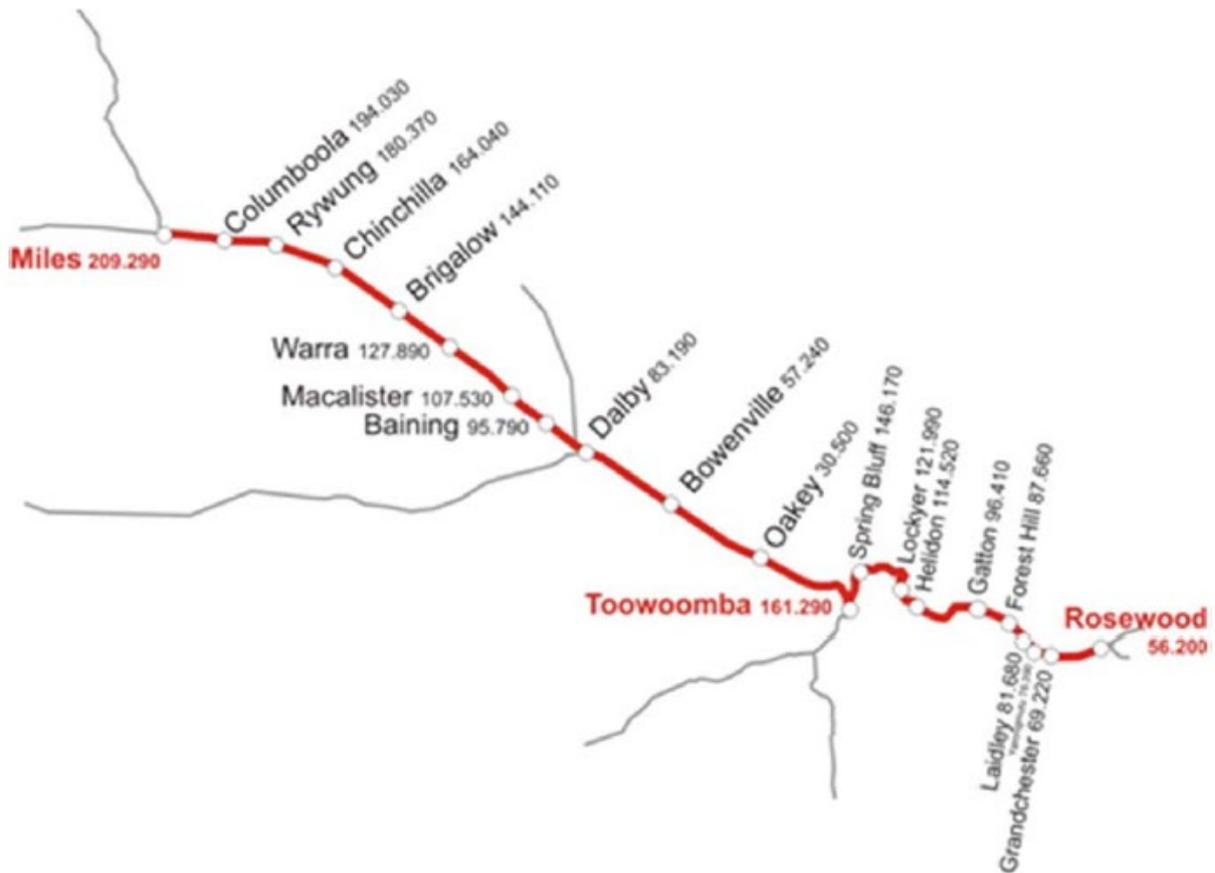 Columboola 194.030
Rywung 180.370
Chinchilla 164.040
Brigalow 144.110
Miles 209.290
Warra 127.890
Macalister 107.530
Baining 95.790
Dalby 83.190
Bowenville 57.240
Oakey 30.500
Spring Bluff 146.170
Lockyer 121.990
Helidon 114.520
Gatton 96.410
Forest Hill 87.660
Toowoomba 161.290
Rosewood
56.200
Laidley 81.680
Grandchester 69.220